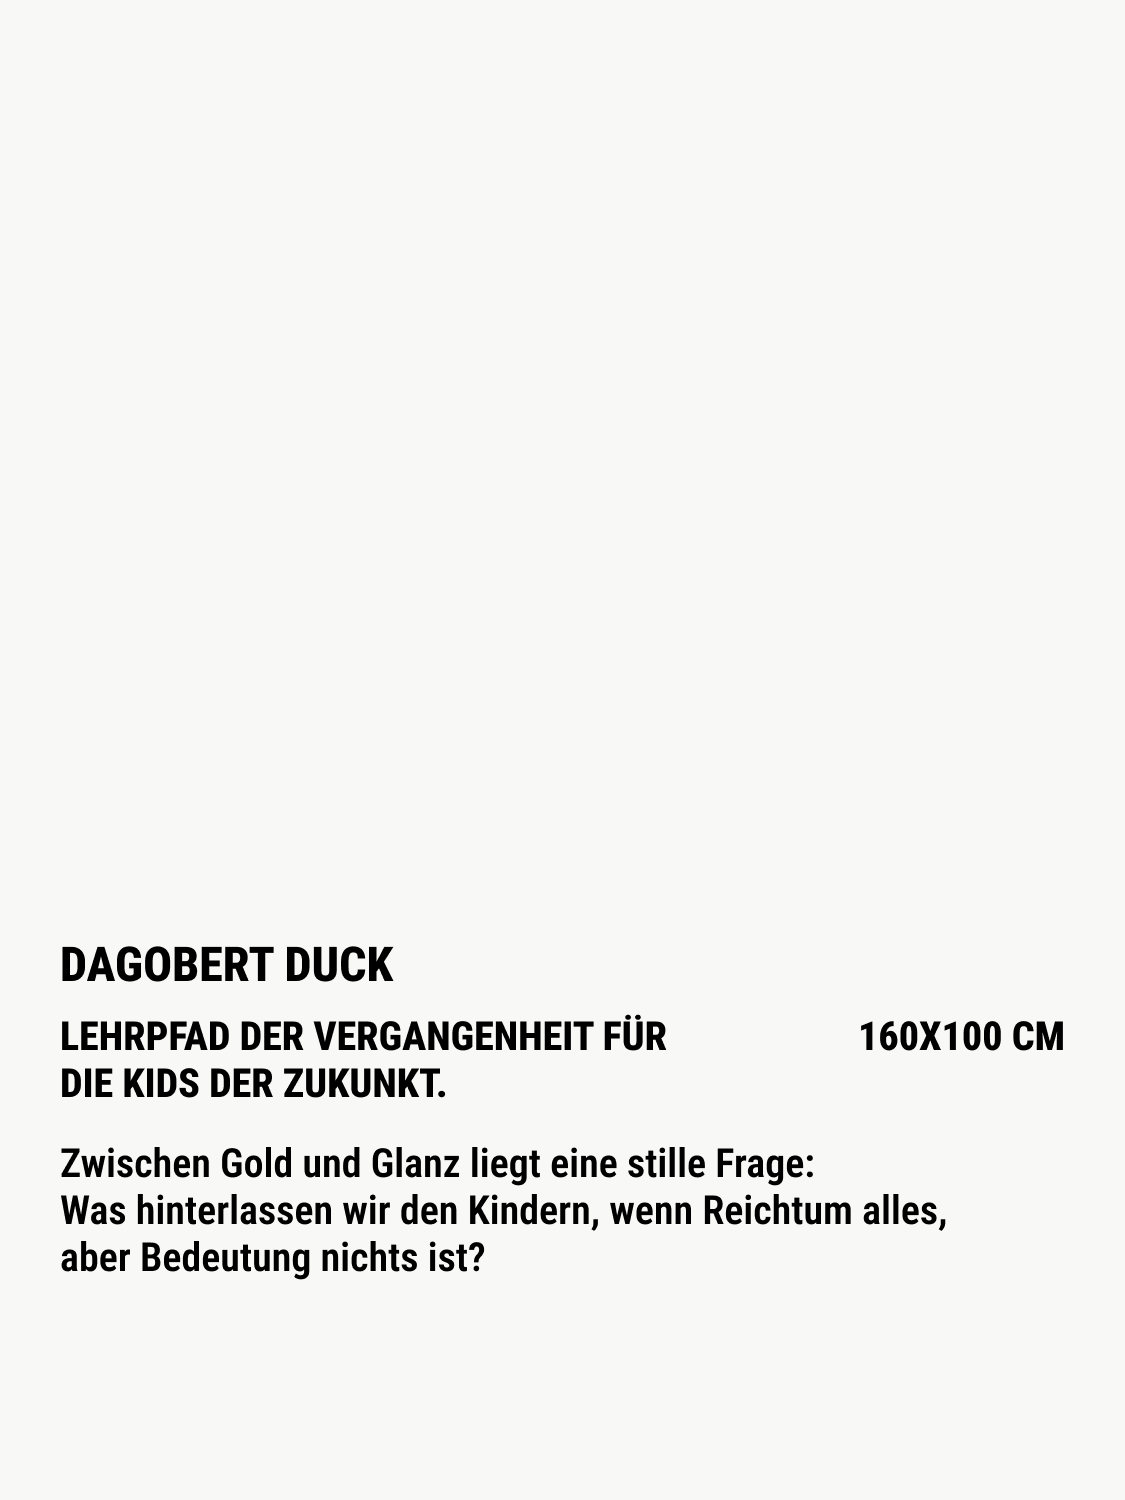 DAGOBERT DUCK
LEHRPFAD DER VERGANGENHEIT FÜR 160X100 CM
DIE KIDS DER ZUKUNKT.
Zwischen Gold und Glanz liegt eine stille Frage:
Was hinterlassen wir den Kindern, wenn Reichtum alles,
aber Bedeutung nichts ist?